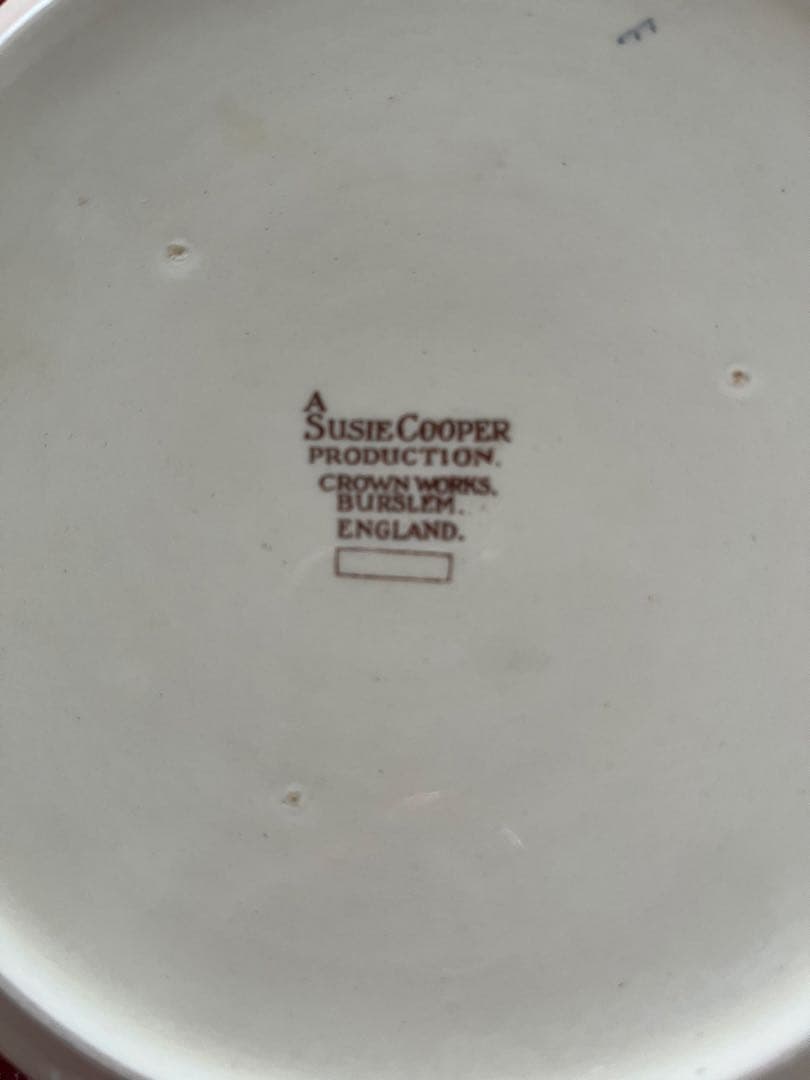 A
SUSIE COOPER
PRODUCTION.
CROWN WORKS,
BURSLEM.
ENGLAND.